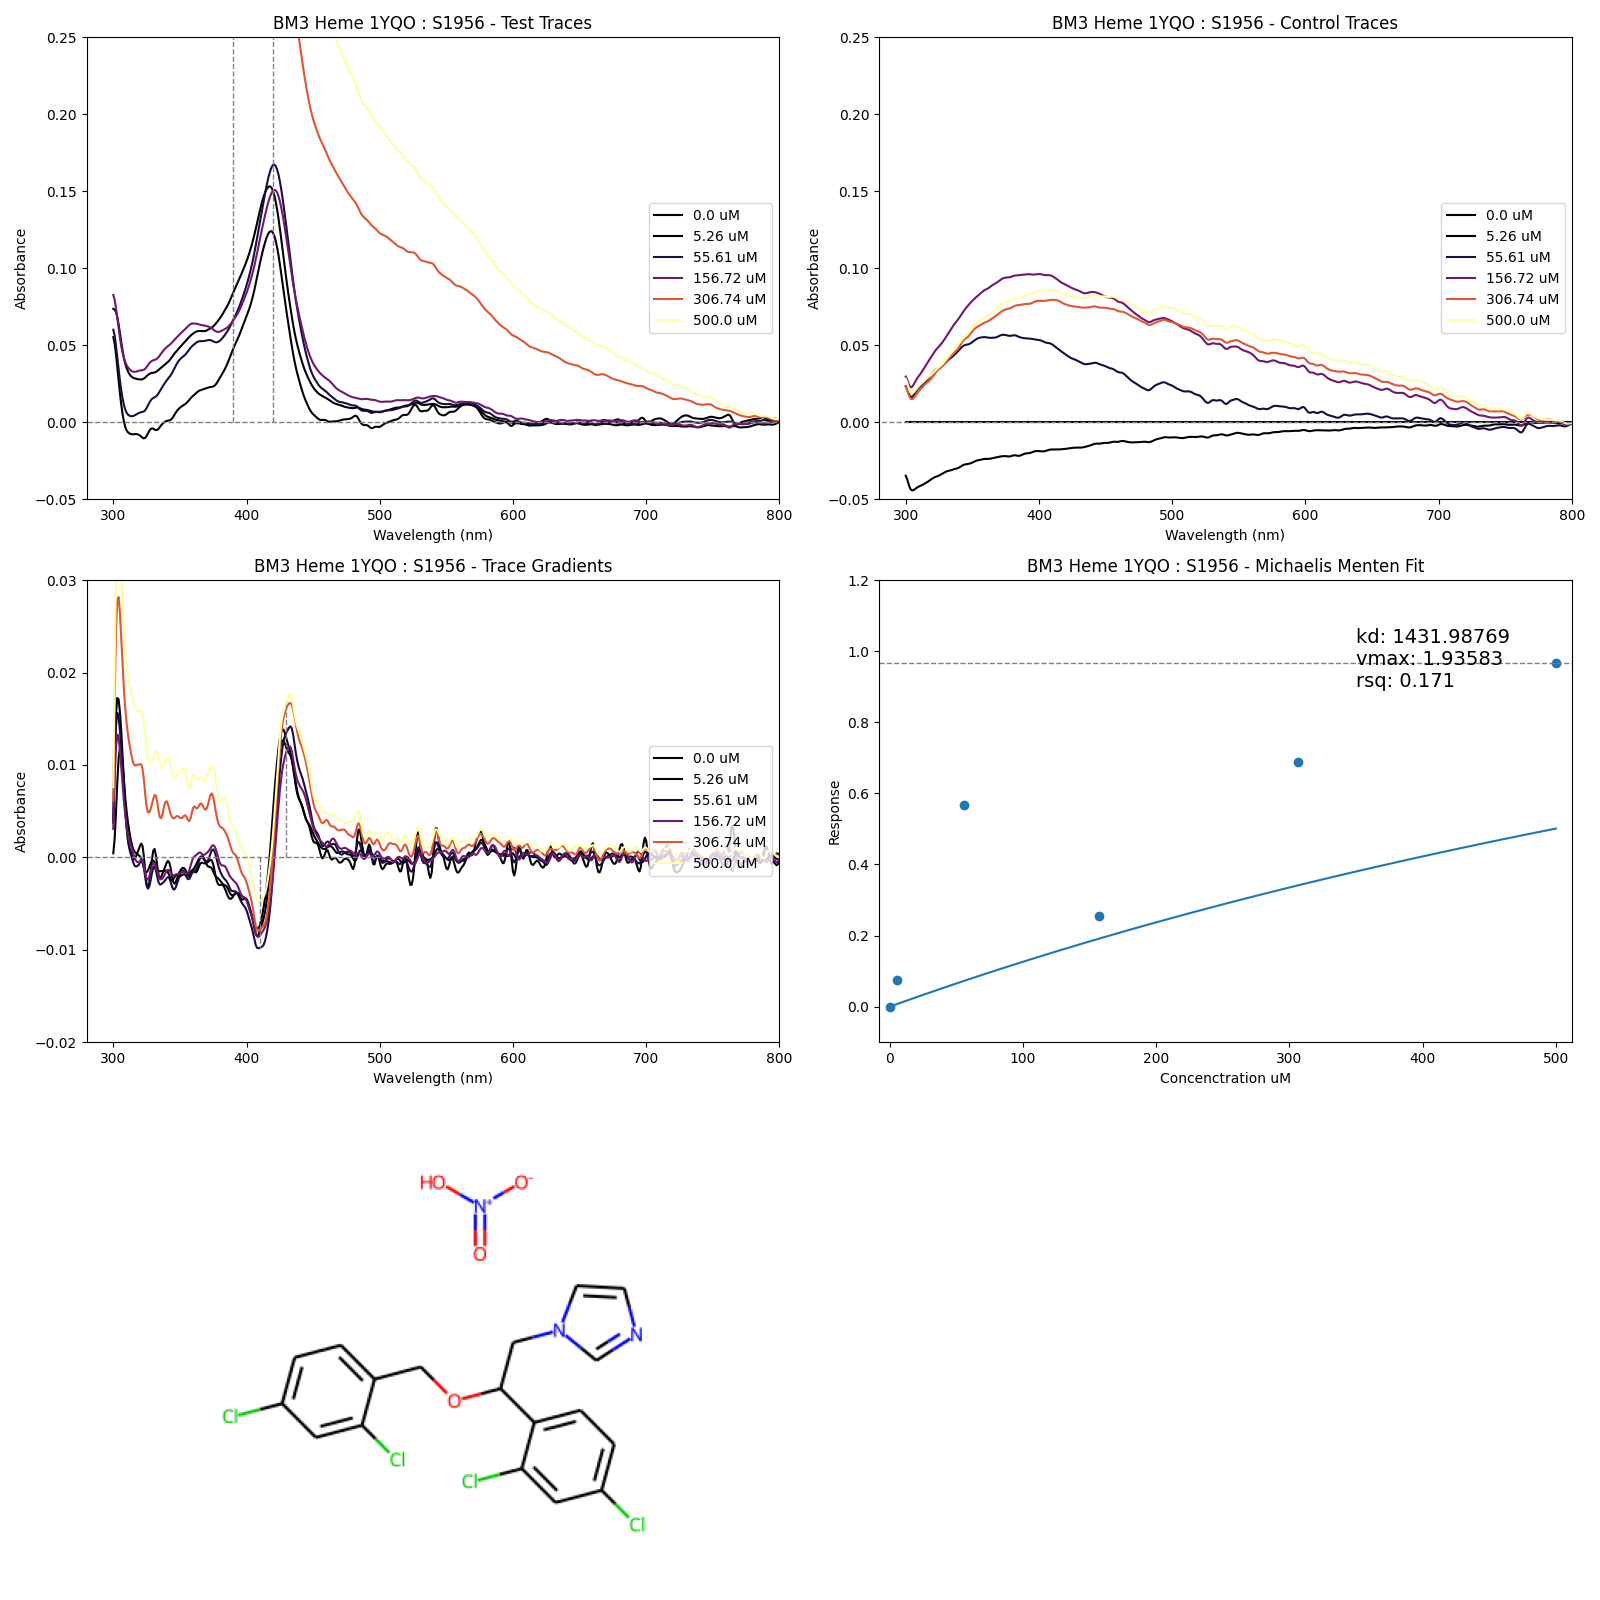 BM3 Heme 1YQO : S1956 - Test Traces
Absorbance
0.25
0.20
0.15
0.10
0.05
0.00
−0.05
300 400 500 600 700 800
Wavelength (nm)
0.0 uM
5.26 uM
55.61 uM
156.72 uM
306.74 uM
500.0 uM
BM3 Heme 1YQO : S1956 - Control Traces
Absorbance
0.25
0.20
0.15
0.10
0.05
0.00
−0.05
300 400 500 600 700 800
Wavelength (nm)
0.0 uM
5.26 uM
55.61 uM
156.72 uM
306.74 uM
500.0 uM
BM3 Heme 1YQO : S1956 - Trace Gradients
Absorbance
0.03
0.02
0.01
0.00
−0.01
−0.02
300 400 500 600 700 800
Wavelength (nm)
0.0 uM
5.26 uM
55.61 uM
156.72 uM
306.74 uM
500.0 uM
BM3 Heme 1YQO : S1956 - Michaelis Menten Fit
Response
1.2
1.0
0.8
0.6
0.4
0.2
0.0
0 100 200 300 400 500
Concenctration uM
kd: 1431.98769
vmax: 1.93583
rsq: 0.171
HO N+ O-
O
N N
O
Cl
Cl
Cl
Cl